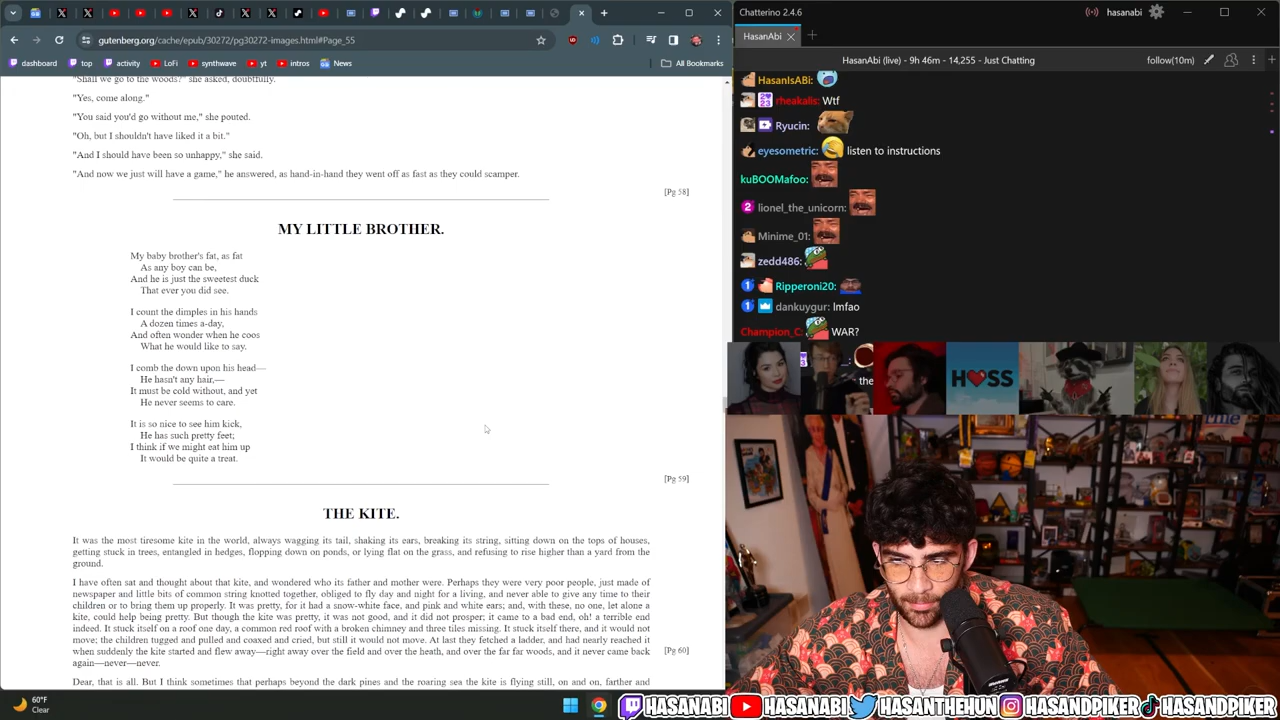 Chatterino 2.4.6
hasanabi
gutenberg.org/cache/epub/30272/pg30272-images.html#Page_55
HasanAbi
dashboard
top
activity
LoFi
synthwave
yt
intros
News
All Bookmarks
HasanAbi (live) - 9h 46m - 14,255 - Just Chatting
follow(10m)
"Shall we go to the woods?" she asked, doubtfully.
"Yes, come along."
"You said you'd go without me," she pouted.
"Oh, but I shouldn't have liked it a bit."
"And I should have been so unhappy," she said.
"And now we just will have a game," he answered, as hand-in-hand they went off as fast as they could scamper.
[Pg 58]
MY LITTLE BROTHER.
My baby brother's fat, as fat
As any boy can be,
And he is just the sweetest duck
That ever you did see.
I count the dimples in his hands
A dozen times a-day,
And often wonder when he coos
What he would like to say.
I comb the down upon his head—
He hasn't any hair,—
It must be cold without, and yet
He never seems to care.
It is so nice to see him kick,
He has such pretty feet;
I think if we might eat him up
It would be quite a treat.
[Pg 59]
THE KITE.
It was the most tiresome kite in the world, always wagging its tail, shaking its ears, breaking its string, sitting down on the tops of houses,
getting stuck in trees, entangled in hedges, flopping down on ponds, or lying flat on the grass, and refusing to rise higher than a yard from the
ground.
I have often sat and thought about that kite, and wondered who its father and mother were. Perhaps they were very poor people, just made of
newspaper and little bits of common string knotted together, obliged to fly day and night for a living, and never able to give any time to their
children or to bring them up properly. It was pretty, for it had a snow-white face, and pink and white ears; and, with these, no one, let alone a
kite, could help being pretty. But though the kite was pretty, it was not good, and it did not prosper; it came to a bad end, oh! a terrible end
indeed. It stuck itself on a roof one day, a common red roof with a broken chimney and three tiles missing. It stuck itself there, and it would not
move; the children tugged and pulled and coaxed and cried, but still it would not move. At last they fetched a ladder, and had nearly reached it
when suddenly the kite started and flew away—right away over the field and over the heath, and over the far far woods, and it never came back
again—never—never.
[Pg 60]
Dear, that is all. But I think sometimes that perhaps beyond the dark pines and the roaring sea the kite is flying still, on and on, farther and
HasanIsABi:
rheakalis: Wtf
Ryucin:
eyesometric: listen to instructions
kuBOOMafoo:
2 lionel_the_unicorn:
Minime_01:
zedd486:
1 Ripperoni20:
1 dankuygur: lmfao
Champion_C: WAR?
the
H SS
60°F
Clear
HASANABI
HASANABI
HASANTHEHUN
HASANDPIKER
HASANDPIKER